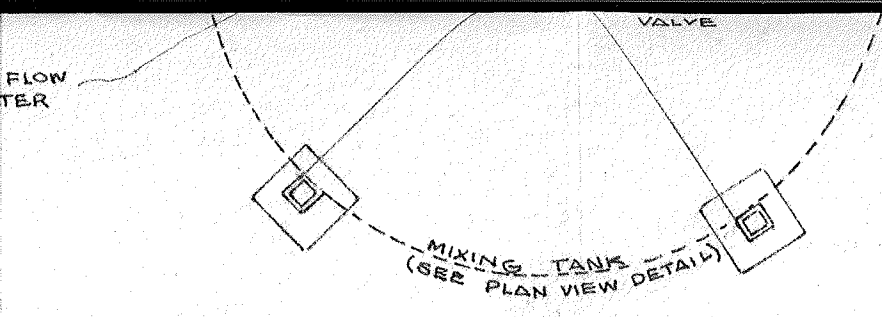 VALVE
FLOW
TER
MIXING TANK
(SEE PLAN VIEW DETAIL)